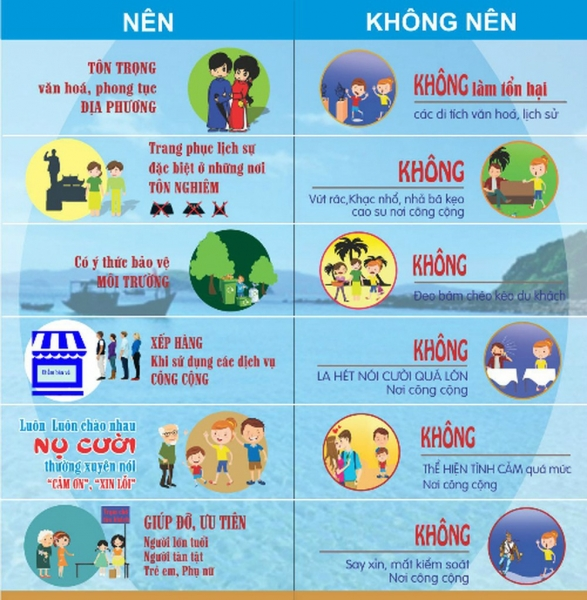 NÊN
KHÔNG NÊN
TÔN TRỌNG
văn hoá, phong tục
ĐỊA PHƯƠNG
KHÔNG làm tổn hại
các di tích văn hoá, lịch sử
Trang phục lịch sự
đặc biệt ở những nơi
TÔN NGHIÊM
KHÔNG
Vứt rác,Khạc nhổ, nhả bã kẹo
cao su nơi công cộng
Có ý thức bảo vệ
MÔI TRƯỜNG
KHÔNG
Đeo bám chèo kéo du khách
XẾP HÀNG
Khi sử dụng các dịch vụ
CÔNG CỘNG
KHÔNG
LA HÉT NÓI CƯỜI QUÁ LỚN
Nơi công cộng
Luôn Luôn chào nhau
NỤ CƯỜI
thường xuyên nói
"CẢM ƠN", "XIN LỖI"
KHÔNG
THỂ HIỆN TÌNH CẢM quá mức
Nơi công cộng
GIÚP ĐỠ, ƯU TIÊN
Người lớn tuổi
Người tàn tật
Trẻ em, Phụ nữ
KHÔNG
Say xỉn, mất kiểm soát
Nơi công cộng